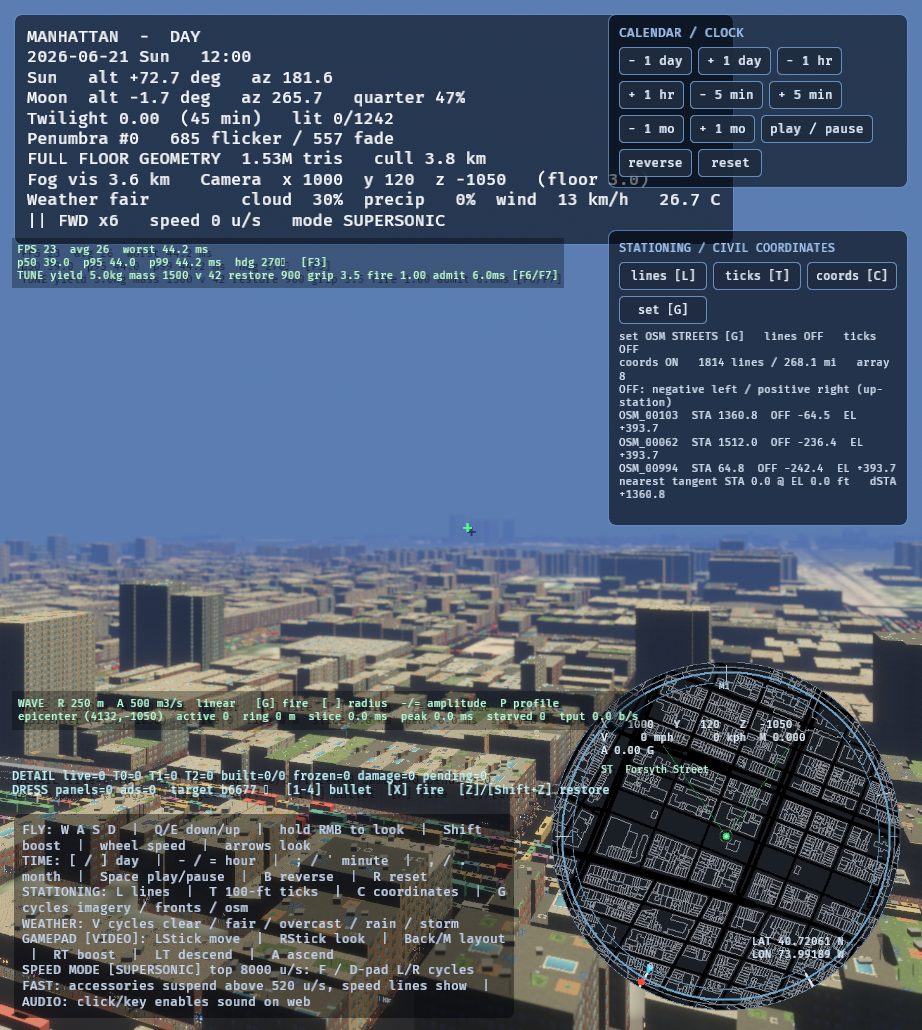 MANHATTAN - DAY
2026-06-21 Sun 12:00
Sun alt +72.7 deg az 181.6
Moon alt -1.7 deg az 265.7 quarter 47%
Twilight 0.00 (45 min) lit 0/1242
Penumbra #0 685 flicker / 557 fade
FULL FLOOR GEOMETRY 1.53M tris cull 3.8 km
Fog vis 3.6 km Camera x 1000 y 120 z -1050 (floor 3.0)
Weather fair cloud 30% precip 0% wind 13 km/h 26.7 C
|| FWD x6 speed 0 u/s mode SUPERSONIC
FPS 23 avg 26 worst 44.2 ms
p50 39.0 p95 44.0 p99 44.2 ms hdg 270 [F3]
TUNE yield 5.0kg mass 1500 v 42 restore 900 grip 3.5 fire 1.00 admit 6.0ms [F6/F7]
CALENDAR / CLOCK
- 1 day + 1 day - 1 hr
+ 1 hr - 5 min + 5 min
- 1 mo + 1 mo play / pause
reverse reset
STATIONING / CIVIL COORDINATES
lines [L] ticks [T] coords [C]
set [G]
set OSM STREETS [G] lines OFF ticks
OFF
coords ON 1814 lines / 268.1 mi array
8
OFF: negative left / positive right (up-
station)
OSM_00103 STA 1360.8 OFF -64.5 EL
+393.7
OSM_00062 STA 1512.0 OFF -236.4 EL
+393.7
OSM_00994 STA 64.8 OFF -242.4 EL +393.7
nearest tangent STA 0.0 @ EL 0.0 ft dSTA
+1360.8
WAVE R 250 m A 500 m3/s linear [G] fire [ ] radius -/= amplitude P profile
epicenter (4132,-1050) active 0 ring 0 m slice 0.0 ms peak 0.0 ms starved 0 tput 0.0 b/s
DETAIL live=0 T0=0 T1=0 T2=0 built=0/0 frozen=0 damage=0 pending=0
DRESS panels=0 ads=0 target b6677 [1-4] bullet [X] fire [Z]/[Shift+Z] restore
FLY: W A S D | Q/E down/up | hold RMB to look | Shift
boost | wheel speed | arrows look
TIME: [ / ] day | - / = hour | ; / ' minute | , / .
month | Space play/pause | B reverse | R reset
STATIONING: L lines | T 100-ft ticks | C coordinates | G
cycles imagery / fronts / osm
WEATHER: V cycles clear / fair / overcast / rain / storm
GAMEPAD [VIDEO]: LStick move | RStick look | Back/M layout
| RT boost | LT descend | A ascend
SPEED MODE [SUPERSONIC] top 8000 u/s: F / D-pad L/R cycles
FAST: accessories suspend above 520 u/s, speed lines show |
AUDIO: click/key enables sound on web
1000 Y 120 Z -1050
V 0 mph 0 kph M 0.000
A 0.00 G
ST Forsyth Street
LAT 40.72061 N
LON 73.99189 W